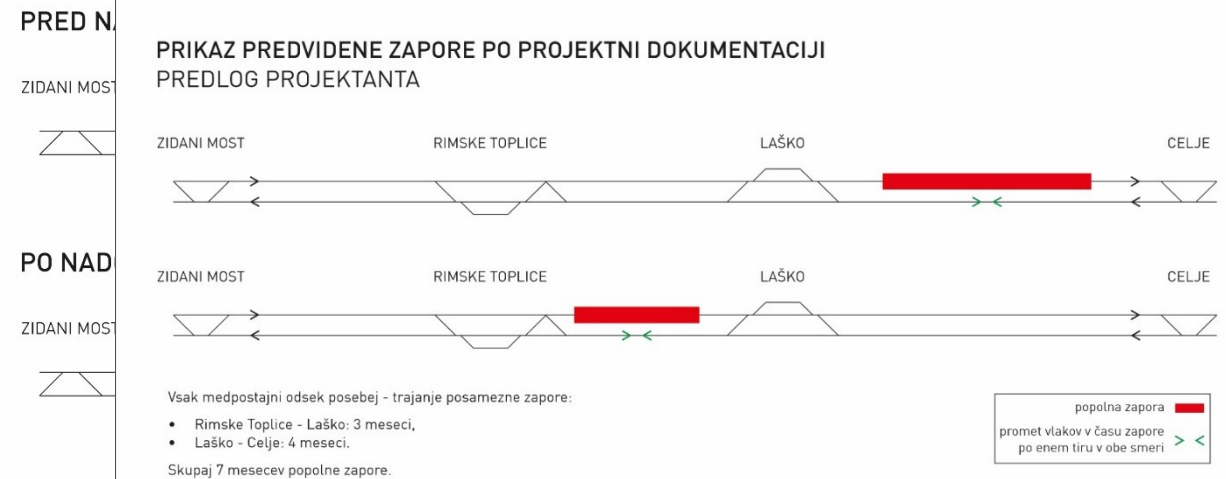 PRED N
ZIDANI MOST
PO NAD
ZIDANI MOST
PRIKAZ PREDVIDENE ZAPORE PO PROJEKTNI DOKUMENTACIJI
PREDLOG PROJEKTANTA
ZIDANI MOST RIMSKE TOPLICE LAŠKO CELJE
ZIDANI MOST RIMSKE TOPLICE LAŠKO CELJE
Vsak medpostajni odsek posebej - trajanje posamezne zapore:
• Rimske Toplice - Laško: 3 meseci,
• Laško - Celje: 4 meseci.
Skupaj 7 mesecev popolne zapore.
popolna zapora
promet vlakov v času zapore
po enem tiru v obe smeri